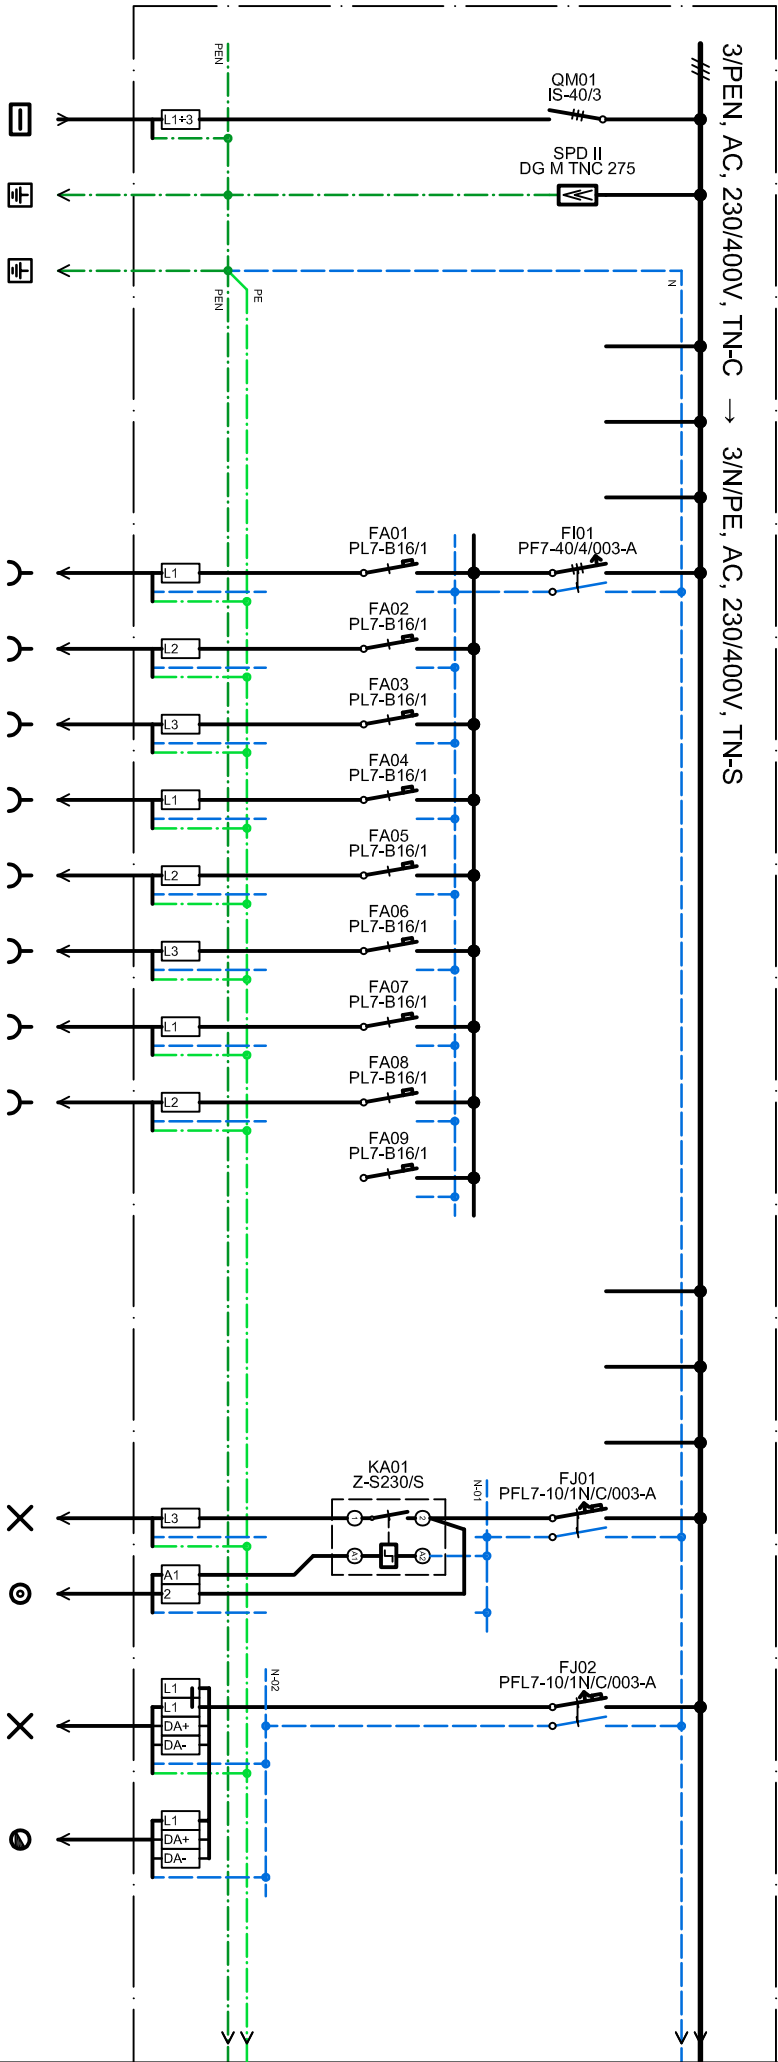 3/PEN, AC, 230/400V, TN-C → 3/N/PE, AC, 230/400V, TN-S
PEN
QM01
IS-40/3
L1÷3
SPD II
DG M TNC 275
N
PE
PEN
FI01
PF7-40/4/003-A
FA01
PL7-B16/1
L1
FA02
PL7-B16/1
L2
FA03
PL7-B16/1
L3
FA04
PL7-B16/1
L1
FA05
PL7-B16/1
L2
FA06
PL7-B16/1
L3
FA07
PL7-B16/1
L1
FA08
PL7-B16/1
L2
FA09
PL7-B16/1
KA01
Z-S230/S
N-01
FJ01
PFL7-10/1N/C/003-A
L3
1
2
A1
A2
A1
2
N-02
FJ02
PFL7-10/1N/C/003-A
L1
L1
DA+
DA-
L1
DA+
DA-